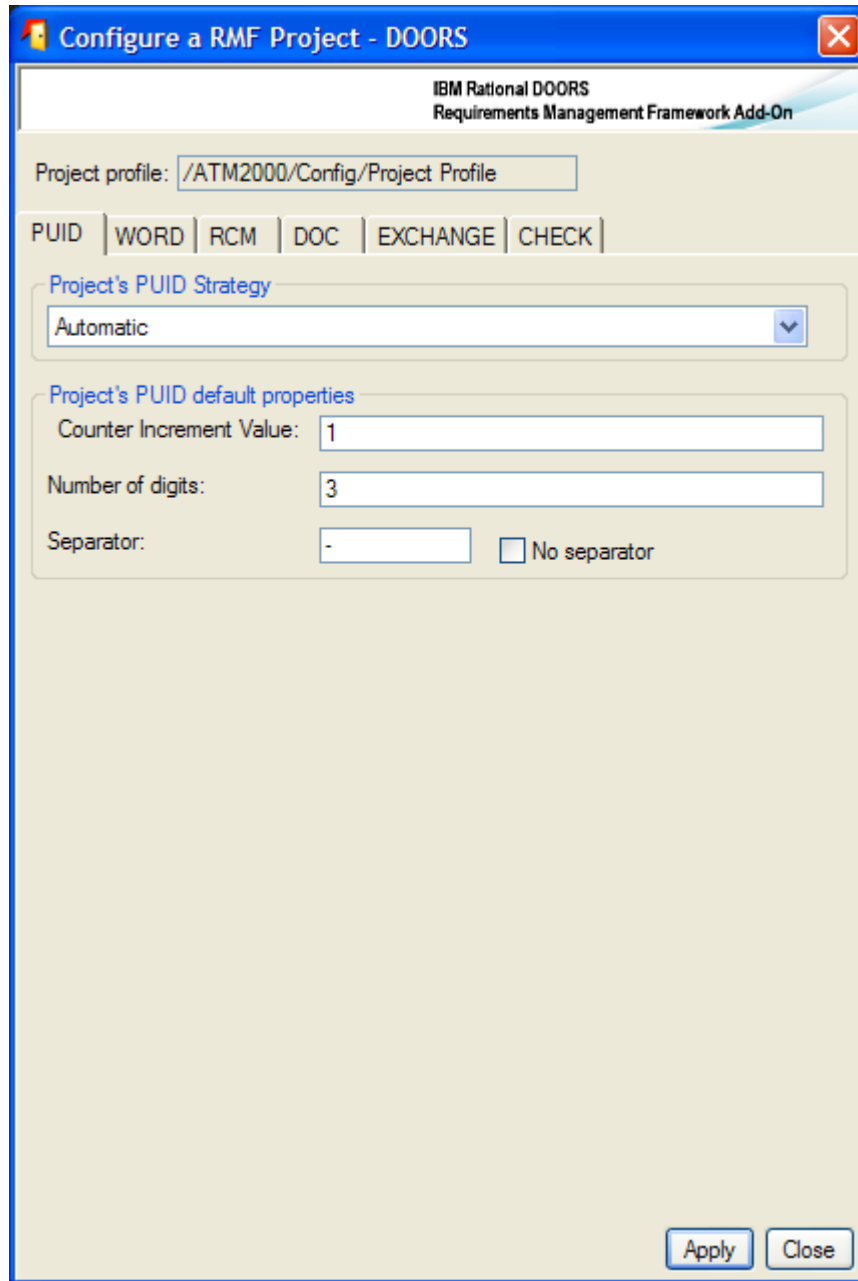 Configure a RMF Project - DOORS
IBM Rational DOORS
Requirements Management Framework Add-On
Project profile: /ATM2000/Config/Project Profile
PUID WORD RCM DOC EXCHANGE CHECK
Project's PUID Strategy
Automatic
Project's PUID default properties
Counter Increment Value: 1
Number of digits: 3
Separator: - No separator
Apply Close